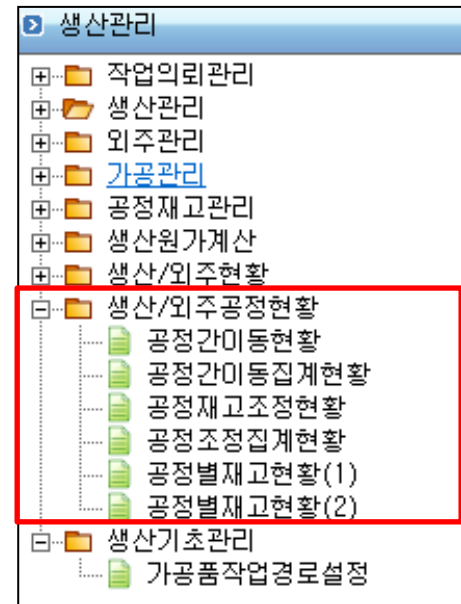 생산관리
작업의뢰관리
생산관리
외주관리
가공관리
공정재고관리
생산원가계산
생산/외주현황
생산/외주공정현황
공정간이동현황
공정간이동집계현황
공정재고조정현황
공정조정집계현황
공정별재고현황(1)
공정별재고현황(2)
생산기초관리
가공품작업경로설정